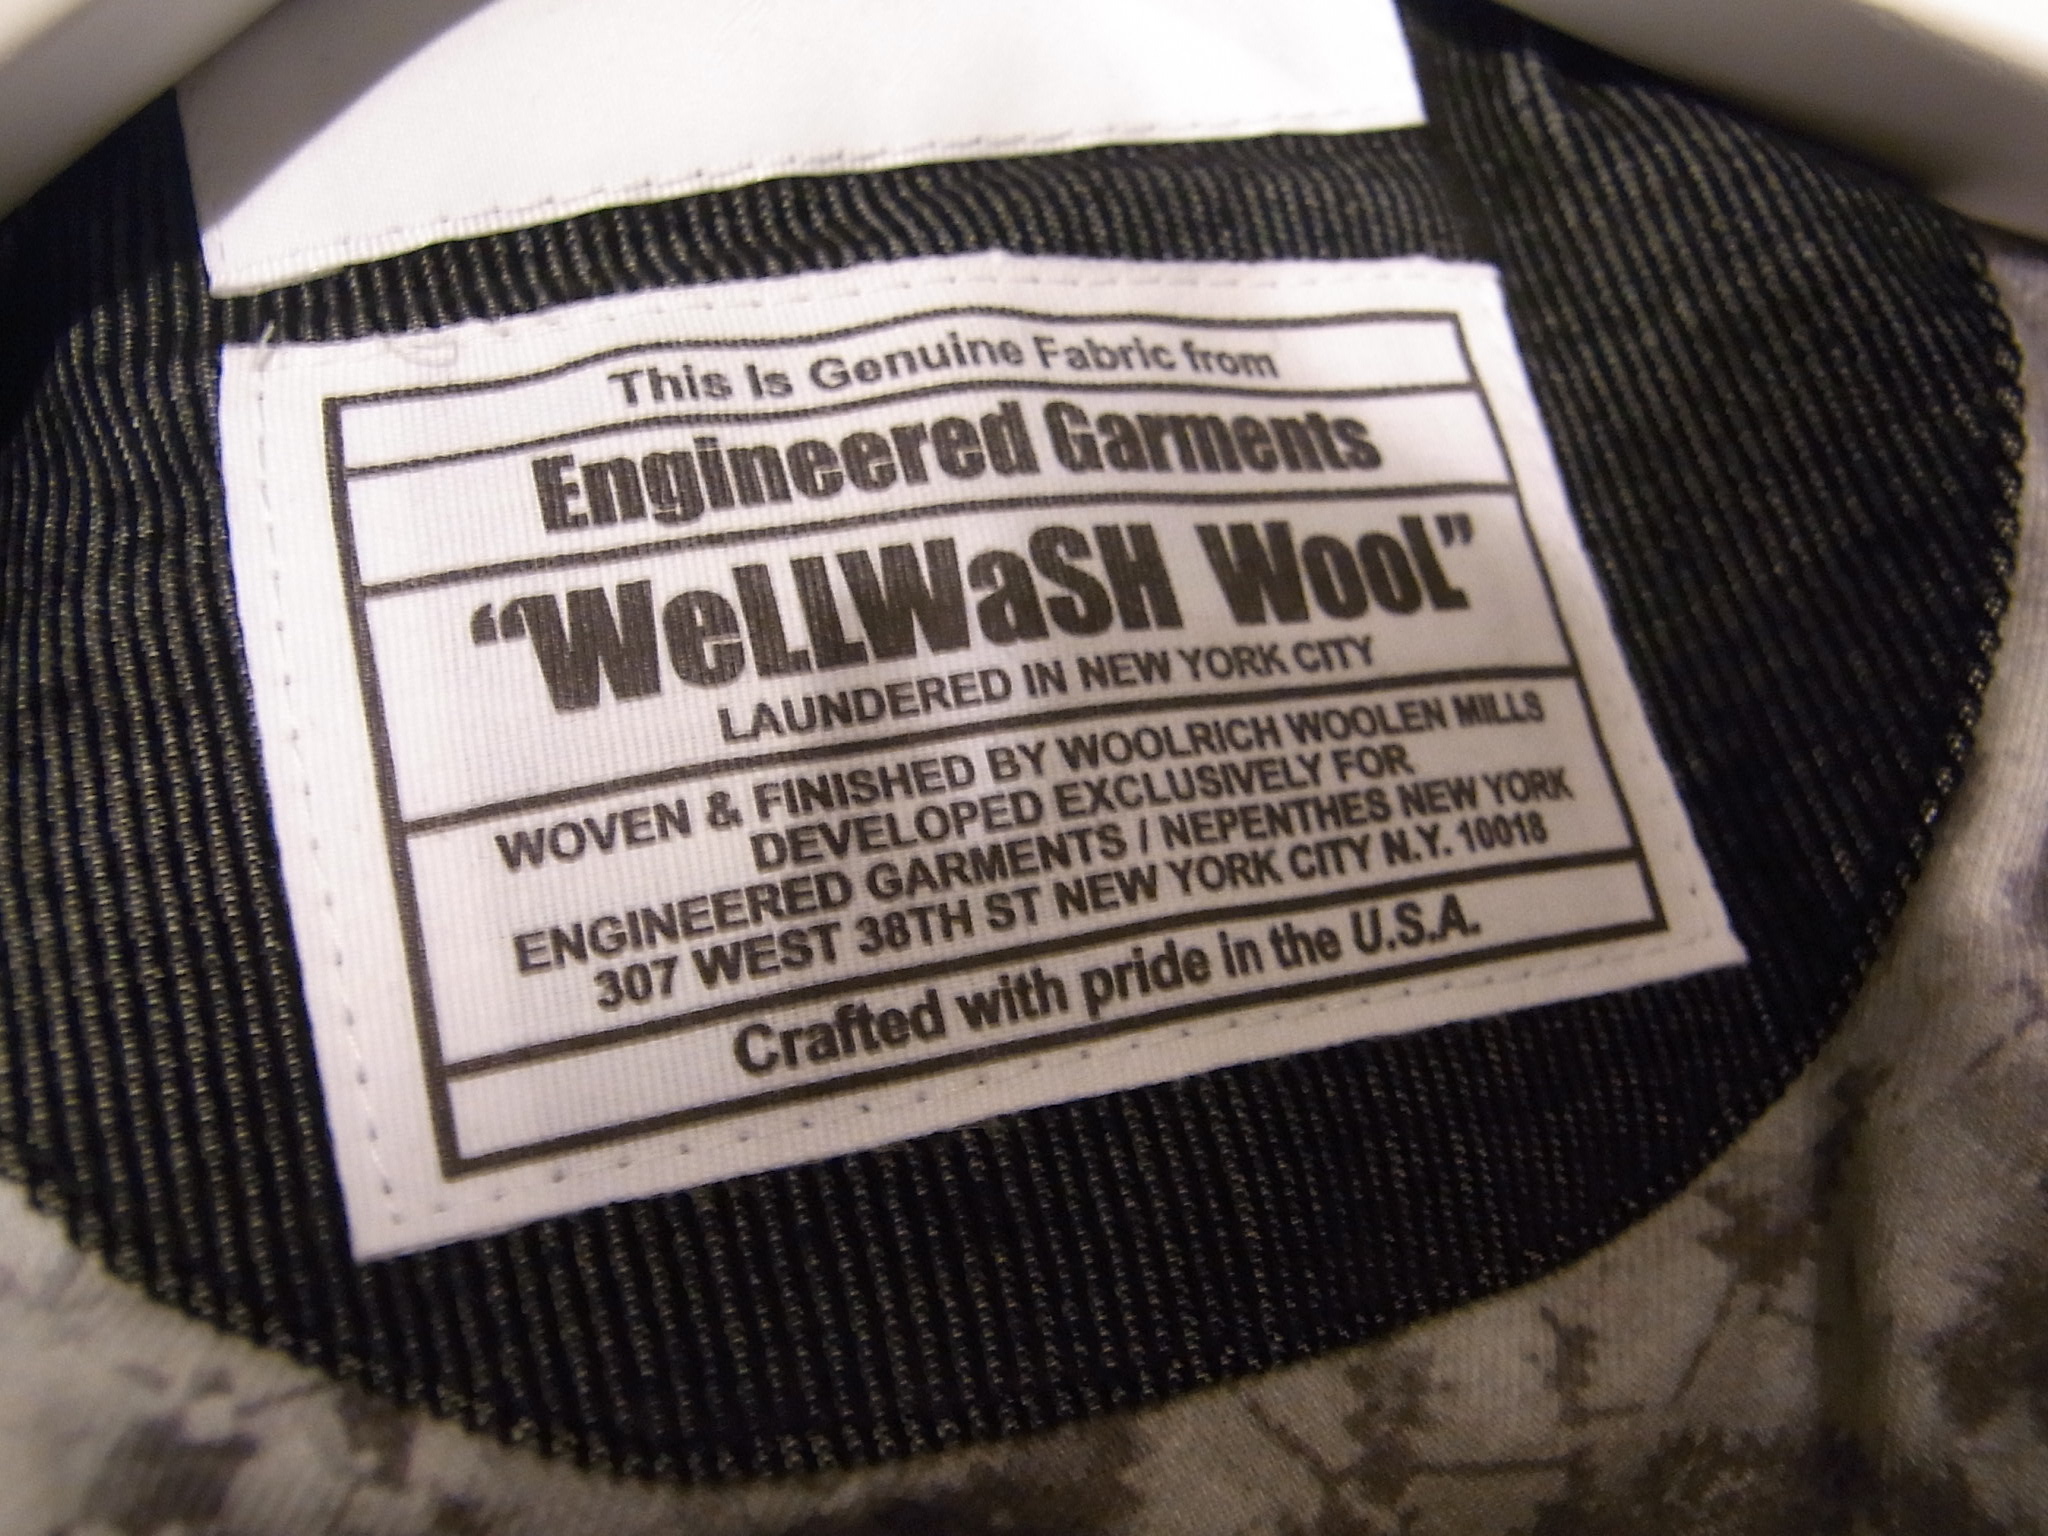 This Is Genuine Fabric from
Engineered Garments
“WeLLWaSH WooL”
LAUNDERED IN NEW YORK CITY
WOVEN & FINISHED BY WOOLRICH WOOLEN MILLS
DEVELOPED EXCLUSIVELY FOR
ENGINEERED GARMENTS / NEPENTHES NEW YORK
307 WEST 38TH ST NEW YORK CITY N.Y. 10018
Crafted with pride in the U.S.A.